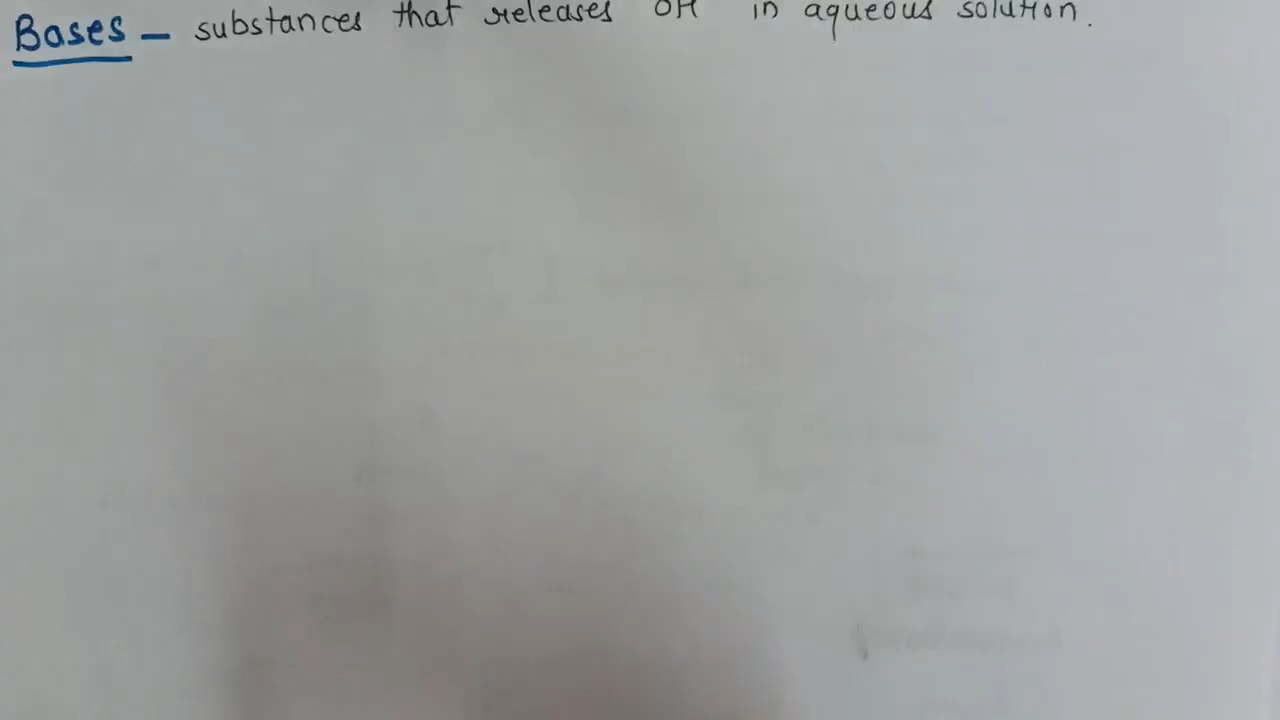 Bases - substances that releases OH in aqueous solution.